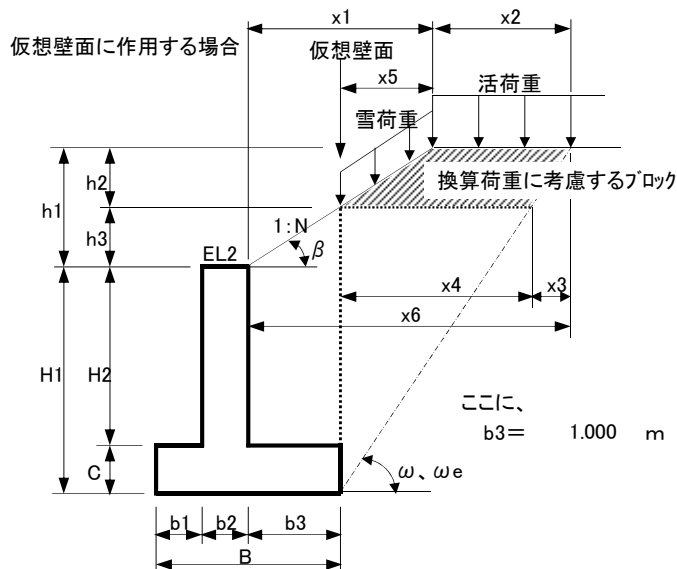 x1
x2
仮想壁面に作用する場合
仮想壁面
x5
活荷重
雪荷重
h1
h2
換算荷重に考慮するブロック
h3
1:N
β
EL2
x4
x3
x6
H1
H2
ここに、
b3= 1.000 m
C
ω、ωe
b1
b2
b3
B